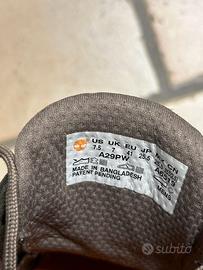 US UK EU JP CN
7.5 7 41 25.5
A29PW
MADE IN BANGLADESH
PATENT PENDING
subito